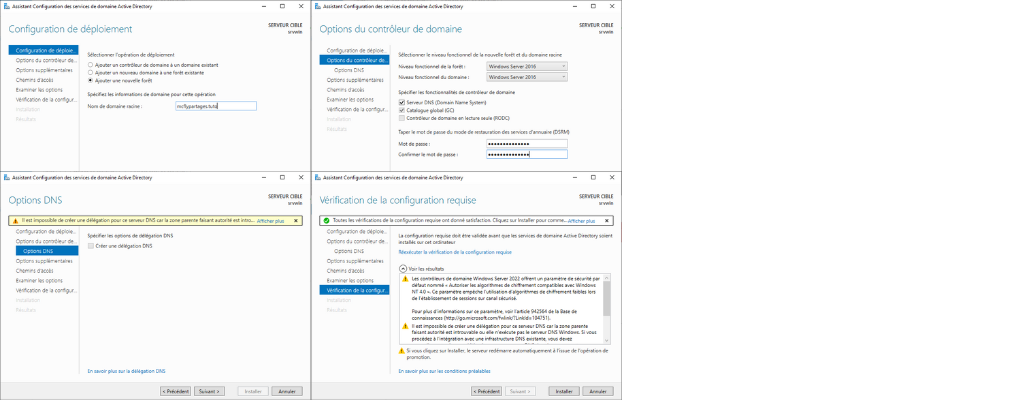 Assistant Configuration des services de domaine Active Directory
Configuration de déploiement
SERVEUR CIBLE
srvwin
Configuration de déploie...
Options du contrôleur de...
Options supplémentaires
Chemins d'accès
Examiner les options
Vérification de la configur...
Installation
Résultats
Sélectionner l'opération de déploiement
Ajouter un contrôleur de domaine à un domaine existant
Ajouter un nouveau domaine à une forêt existante
Ajouter une nouvelle forêt
Spécifiez les informations de domaine pour cette opération
Nom de domaine racine :
mcflypartages.tuto
Assistant Configuration des services de domaine Active Directory
Options du contrôleur de domaine
SERVEUR CIBLE
srvwin
Configuration de déploie...
Options du contrôleur de...
Options DNS
Options supplémentaires
Chemins d'accès
Examiner les options
Vérification de la configur...
Installation
Résultats
Sélectionner le niveau fonctionnel de la nouvelle forêt et du domaine racine
Niveau fonctionnel de la forêt :
Windows Server 2016
Niveau fonctionnel du domaine :
Windows Server 2016
Spécifier les fonctionnalités de contrôleur de domaine
Serveur DNS (Domain Name System)
Catalogue global (GC)
Contrôleur de domaine en lecture seule (RODC)
Taper le mot de passe du mode de restauration des services d'annuaire (DSRM)
Mot de passe :
Confirmer le mot de passe :
Assistant Configuration des services de domaine Active Directory
Options DNS
SERVEUR CIBLE
srvwin
Il est impossible de créer une délégation pour ce serveur DNS car la zone parente faisant autorité est intro... Afficher plus
Configuration de déploie...
Options du contrôleur de...
Options DNS
Options supplémentaires
Chemins d'accès
Examiner les options
Vérification de la configur...
Installation
Résultats
Spécifier les options de délégation DNS
Créer une délégation DNS
En savoir plus sur la délégation DNS
< Précédent
Suivant >
Installer
Annuler
Assistant Configuration des services de domaine Active Directory
Vérification de la configuration requise
SERVEUR CIBLE
srvwin
Toutes les vérifications de la configuration requise ont donné satisfaction. Cliquez sur Installer pour comme... Afficher plus
Configuration de déploie...
Options du contrôleur de...
Options DNS
Options supplémentaires
Chemins d'accès
Examiner les options
Vérification de la configur...
Installation
Résultats
La configuration requise doit être validée avant que les services de domaine Active Directory soient
installés sur cet ordinateur
Réexécuter la vérification de la configuration requise
Voir les résultats
Les contrôleurs de domaine Windows Server 2022 offrent un paramètre de sécurité par
défaut nommé « Autoriser les algorithmes de chiffrement compatibles avec Windows
NT 4.0 ». Ce paramètre empêche l'utilisation d'algorithmes de chiffrement faibles lors
de l'établissement de sessions sur canal sécurisé.
Pour plus d'informations sur ce paramètre, voir l'article 942564 de la Base de
connaissances (http://go.microsoft.com/fwlink/?LinkId=104751).
Il est impossible de créer une délégation pour ce serveur DNS car la zone parente
faisant autorité est introuvable ou elle n'exécute pas le serveur DNS Windows. Si vous
procédez à l'intégration avec une infrastructure DNS existante, vous devez
Si vous cliquez sur Installer, le serveur redémarre automatiquement à l'issue de l'opération de
promotion.
En savoir plus sur les conditions préalables
< Précédent
Suivant >
Installer
Annuler